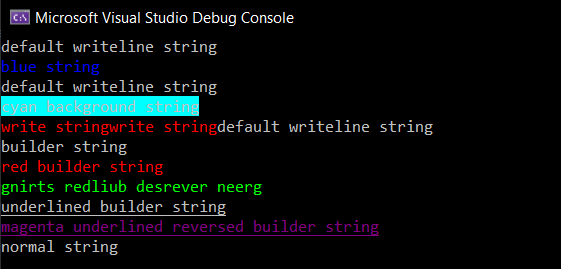 Microsoft Visual Studio Debug Console
default writeline string
blue string
default writeline string
cyan background string
write stringwrite stringdefault writeline string
builder string
red builder string
gnirts redliub desrever neerg
underlined builder string
magenta underlined reversed builder string
normal string